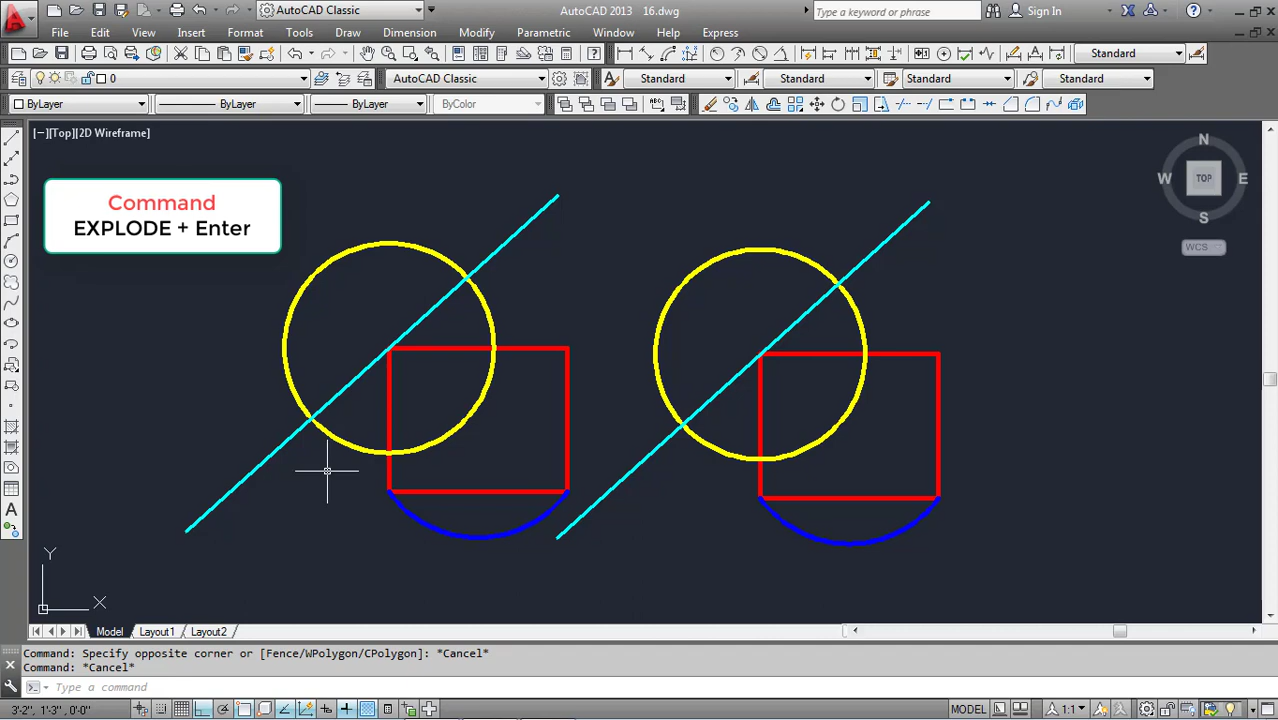 AutoCAD Classic
AutoCAD 2013 16.dwg
Type a keyword or phrase
Sign In
File Edit View Insert Format Tools Draw Dimension Modify Parametric Window Help Express
Standard
0
AutoCAD Classic
Standard
Standard
Standard
Standard
ByLayer
ByLayer
ByLayer
ByColor
[−][Top][2D Wireframe]
Command
EXPLODE + Enter
N
W
TOP
E
S
WCS
Y
X
Model Layout1 Layout2
Command: Specify opposite corner or [Fence/WPolygon/CPolygon]: *Cancel*
Command: *Cancel*
Type a command
3'-2", 1'-3", 0'-0"
MODEL
1:1